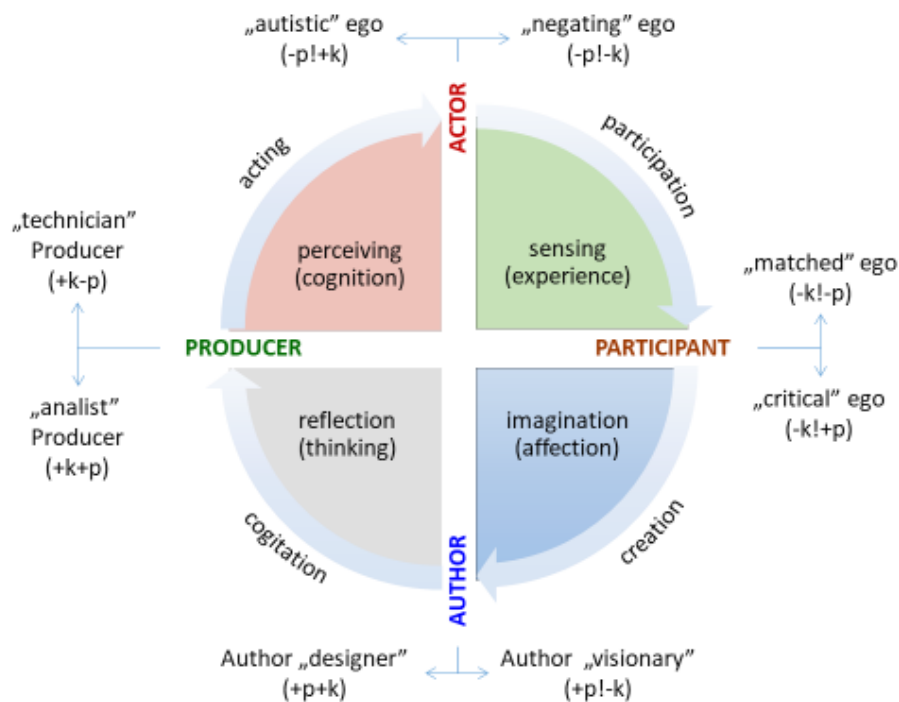 „autistic” ego
(-p!+k)
„negating” ego
(-p!-k)
ACTOR
acting
participation
perceiving
(cognition)
sensing
(experience)
„technician”
Producer
(+k-p)
„matched” ego
(-k!-p)
PRODUCER
PARTICIPANT
„analist”
Producer
(+k+p)
„critical” ego
(-k!+p)
reflection
(thinking)
imagination
(affection)
cogitation
creation
AUTHOR
Author „designer”
(+p+k)
Author „visionary”
(+p!-k)